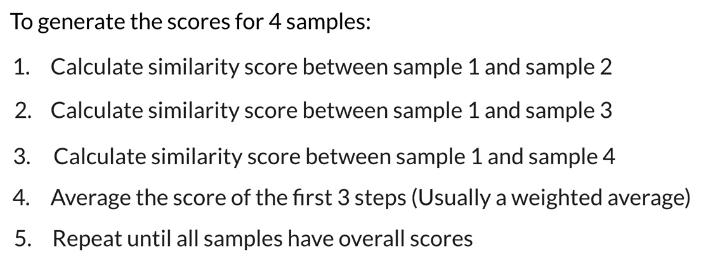 To generate the scores for 4 samples:
1. Calculate similarity score between sample 1 and sample 2
2. Calculate similarity score between sample 1 and sample 3
3. Calculate similarity score between sample 1 and sample 4
4. Average the score of the first 3 steps (Usually a weighted average)
5. Repeat until all samples have overall scores